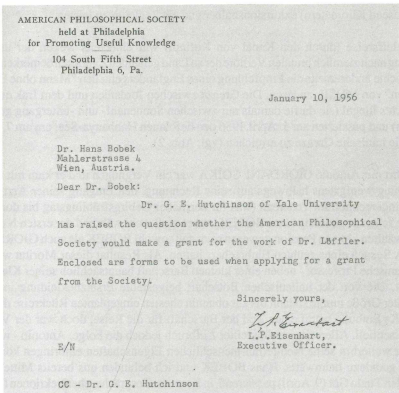 AMERICAN PHILOSOPHICAL SOCIETY
held at Philadelphia
for Promoting Useful Knowledge
104 South Fifth Street
Philadelphia 6, Pa.
January 10, 1956
Dr. Hans Bobek
Mahlerstrasse 4
Wien, Austria.
Dear Dr. Bobek:
Dr. G. E. Hutchinson of Yale University
has raised the question whether the American Philosophical
Society would make a grant for the work of Dr. Löffler.
Enclosed are forms to be used when applying for a grant
from the Society.
Sincerely yours,
L.P. Eisenhart
L.P. Eisenhart,
E/N Executive Officer.
CC - Dr. G. E. Hutchinson